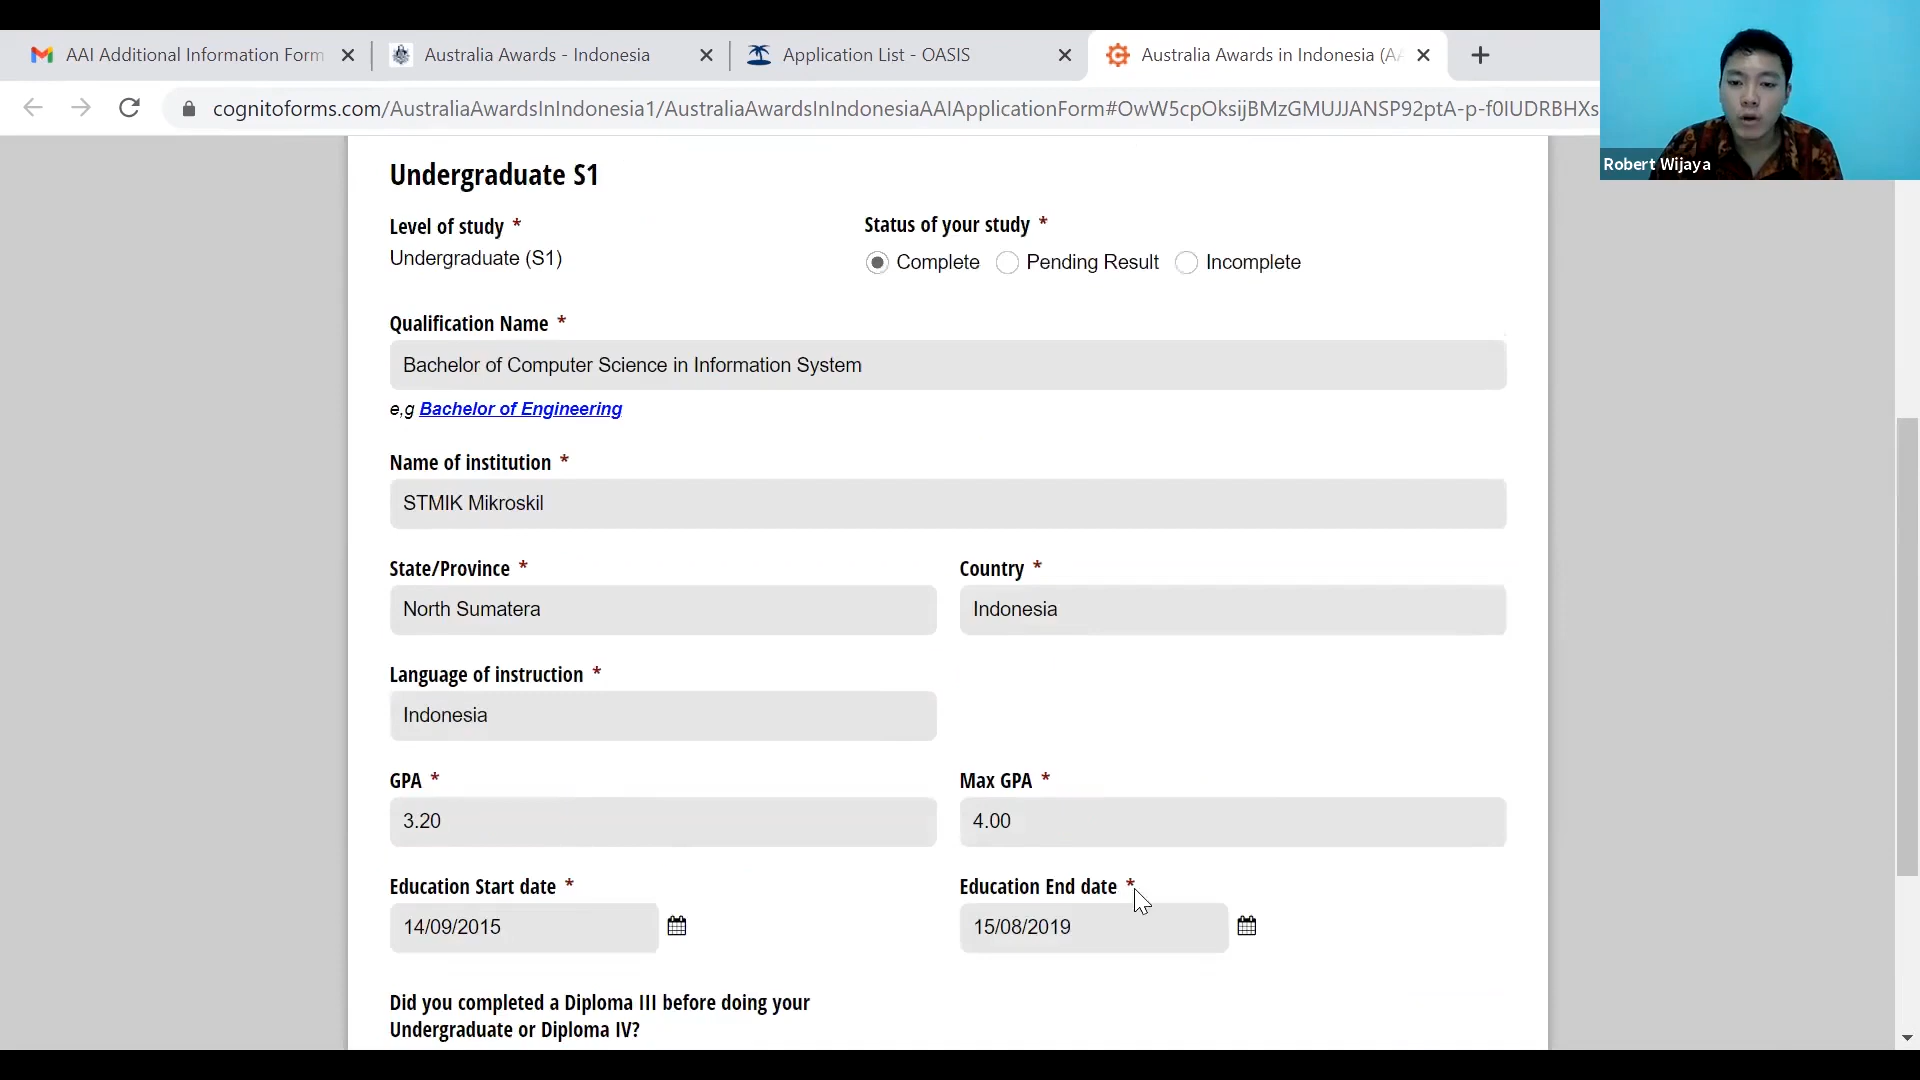 AAI Additional Information Form
Australia Awards - Indonesia
Application List - OASIS
Australia Awards in Indonesia (AA
cognitoforms.com/AustraliaAwardsInIndonesia1/AustraliaAwardsInIndonesiaAAIApplicationForm#OwW5cpOksijBMzGMUJJANSP92ptA-p-f0IUDRBHXs
Robert Wijaya
Undergraduate S1
Level of study *
Status of your study *
Undergraduate (S1)
Complete
Pending Result
Incomplete
Qualification Name *
Bachelor of Computer Science in Information System
e,g Bachelor of Engineering
Name of institution *
STMIK Mikroskil
State/Province *
Country *
North Sumatera
Indonesia
Language of instruction *
Indonesia
GPA *
Max GPA *
3.20
4.00
Education Start date *
Education End date *
14/09/2015
15/08/2019
Did you completed a Diploma III before doing your
Undergraduate or Diploma IV?